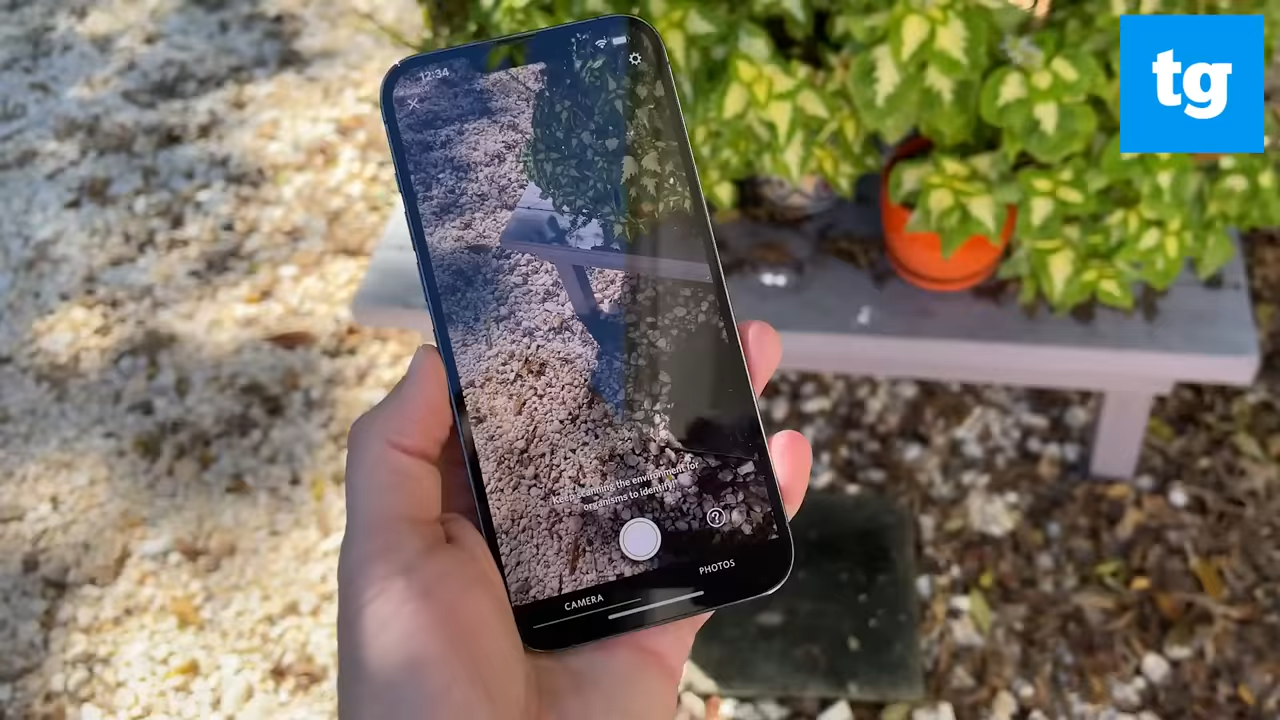 tg
12:34
Keep scanning the environment for
organisms to identify!
CAMERA
PHOTOS
?